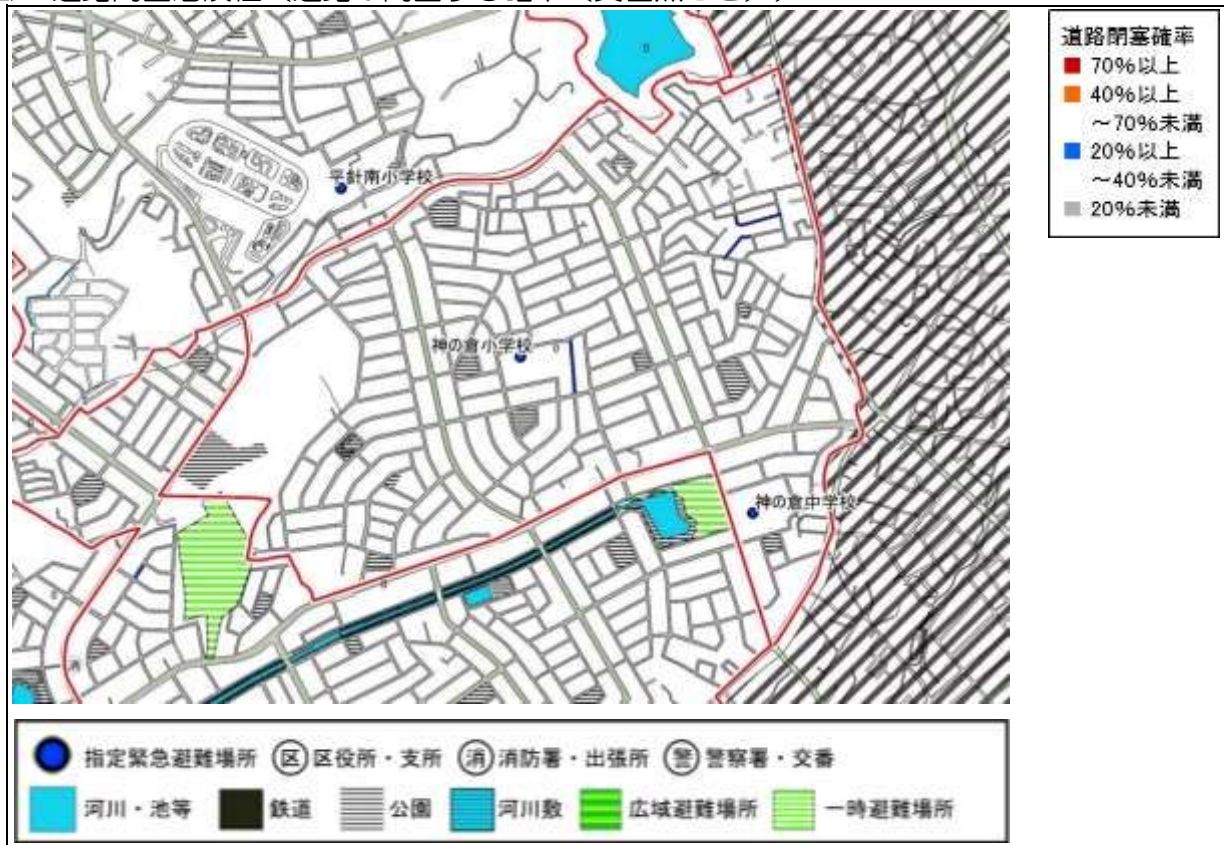 道路閉塞確率
70%以上
40%以上
～70%未満
20%以上
～40%未満
20%未満
平針南小学校
神の倉小学校
神の倉中学校
指定緊急避難場所 区 区役所・支所 消 消防署・出張所 警 警察署・交番
河川・池等 鉄道 公園 河川敷 広域避難場所 一時避難場所